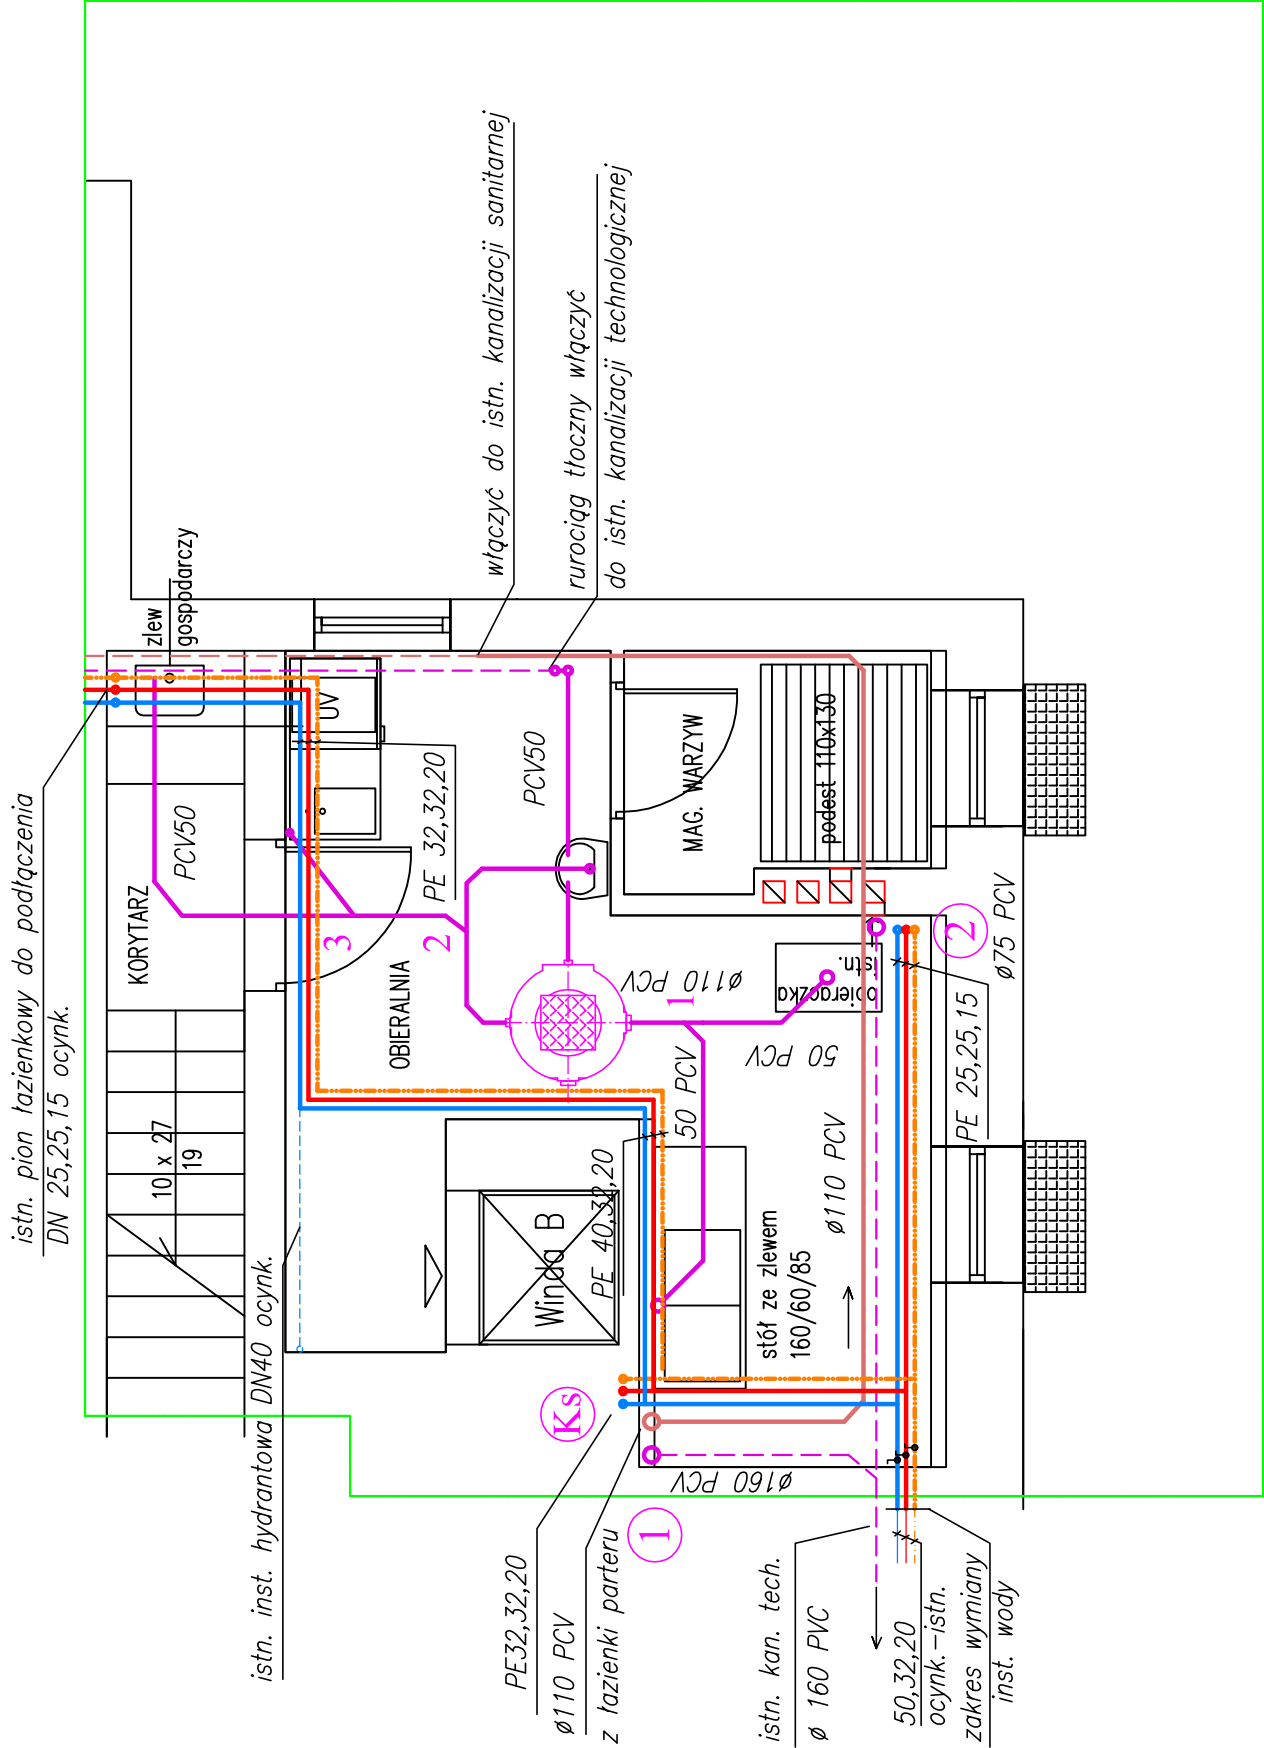 istn. pion łazienkowy do podłączenia
DN 25,25,15 ocynk.
zlew
gospodarczy
włączyć do istn. kanalizacji sanitarnej
rurociąg tłoczny włączyć
do istn. kanalizacji technologicznej
KORYTARZ
PCV50
UV
PE 32,32,20
PCV50
MAG. WARZYW
podest 110x130
3
2
OBIERALNIA
10 x 27
19
ø110 PCV
1
obieraczka
istn.
2
ø75 PCV
50 PCV
50 PCV
PE 25,25,15
ø110 PCV
Winda B
PE 40,32,20
stół ze zlewem
160/60/85
istn. inst. hydrantowa DN40 ocynk.
Ks
1
ø160 PCV
PE32,32,20
ø110 PCV
z łazienki parteru
istn. kan. tech.
ø 160 PVC
50,32,20
ocynk.-istn.
zakres wymiany
inst. wody